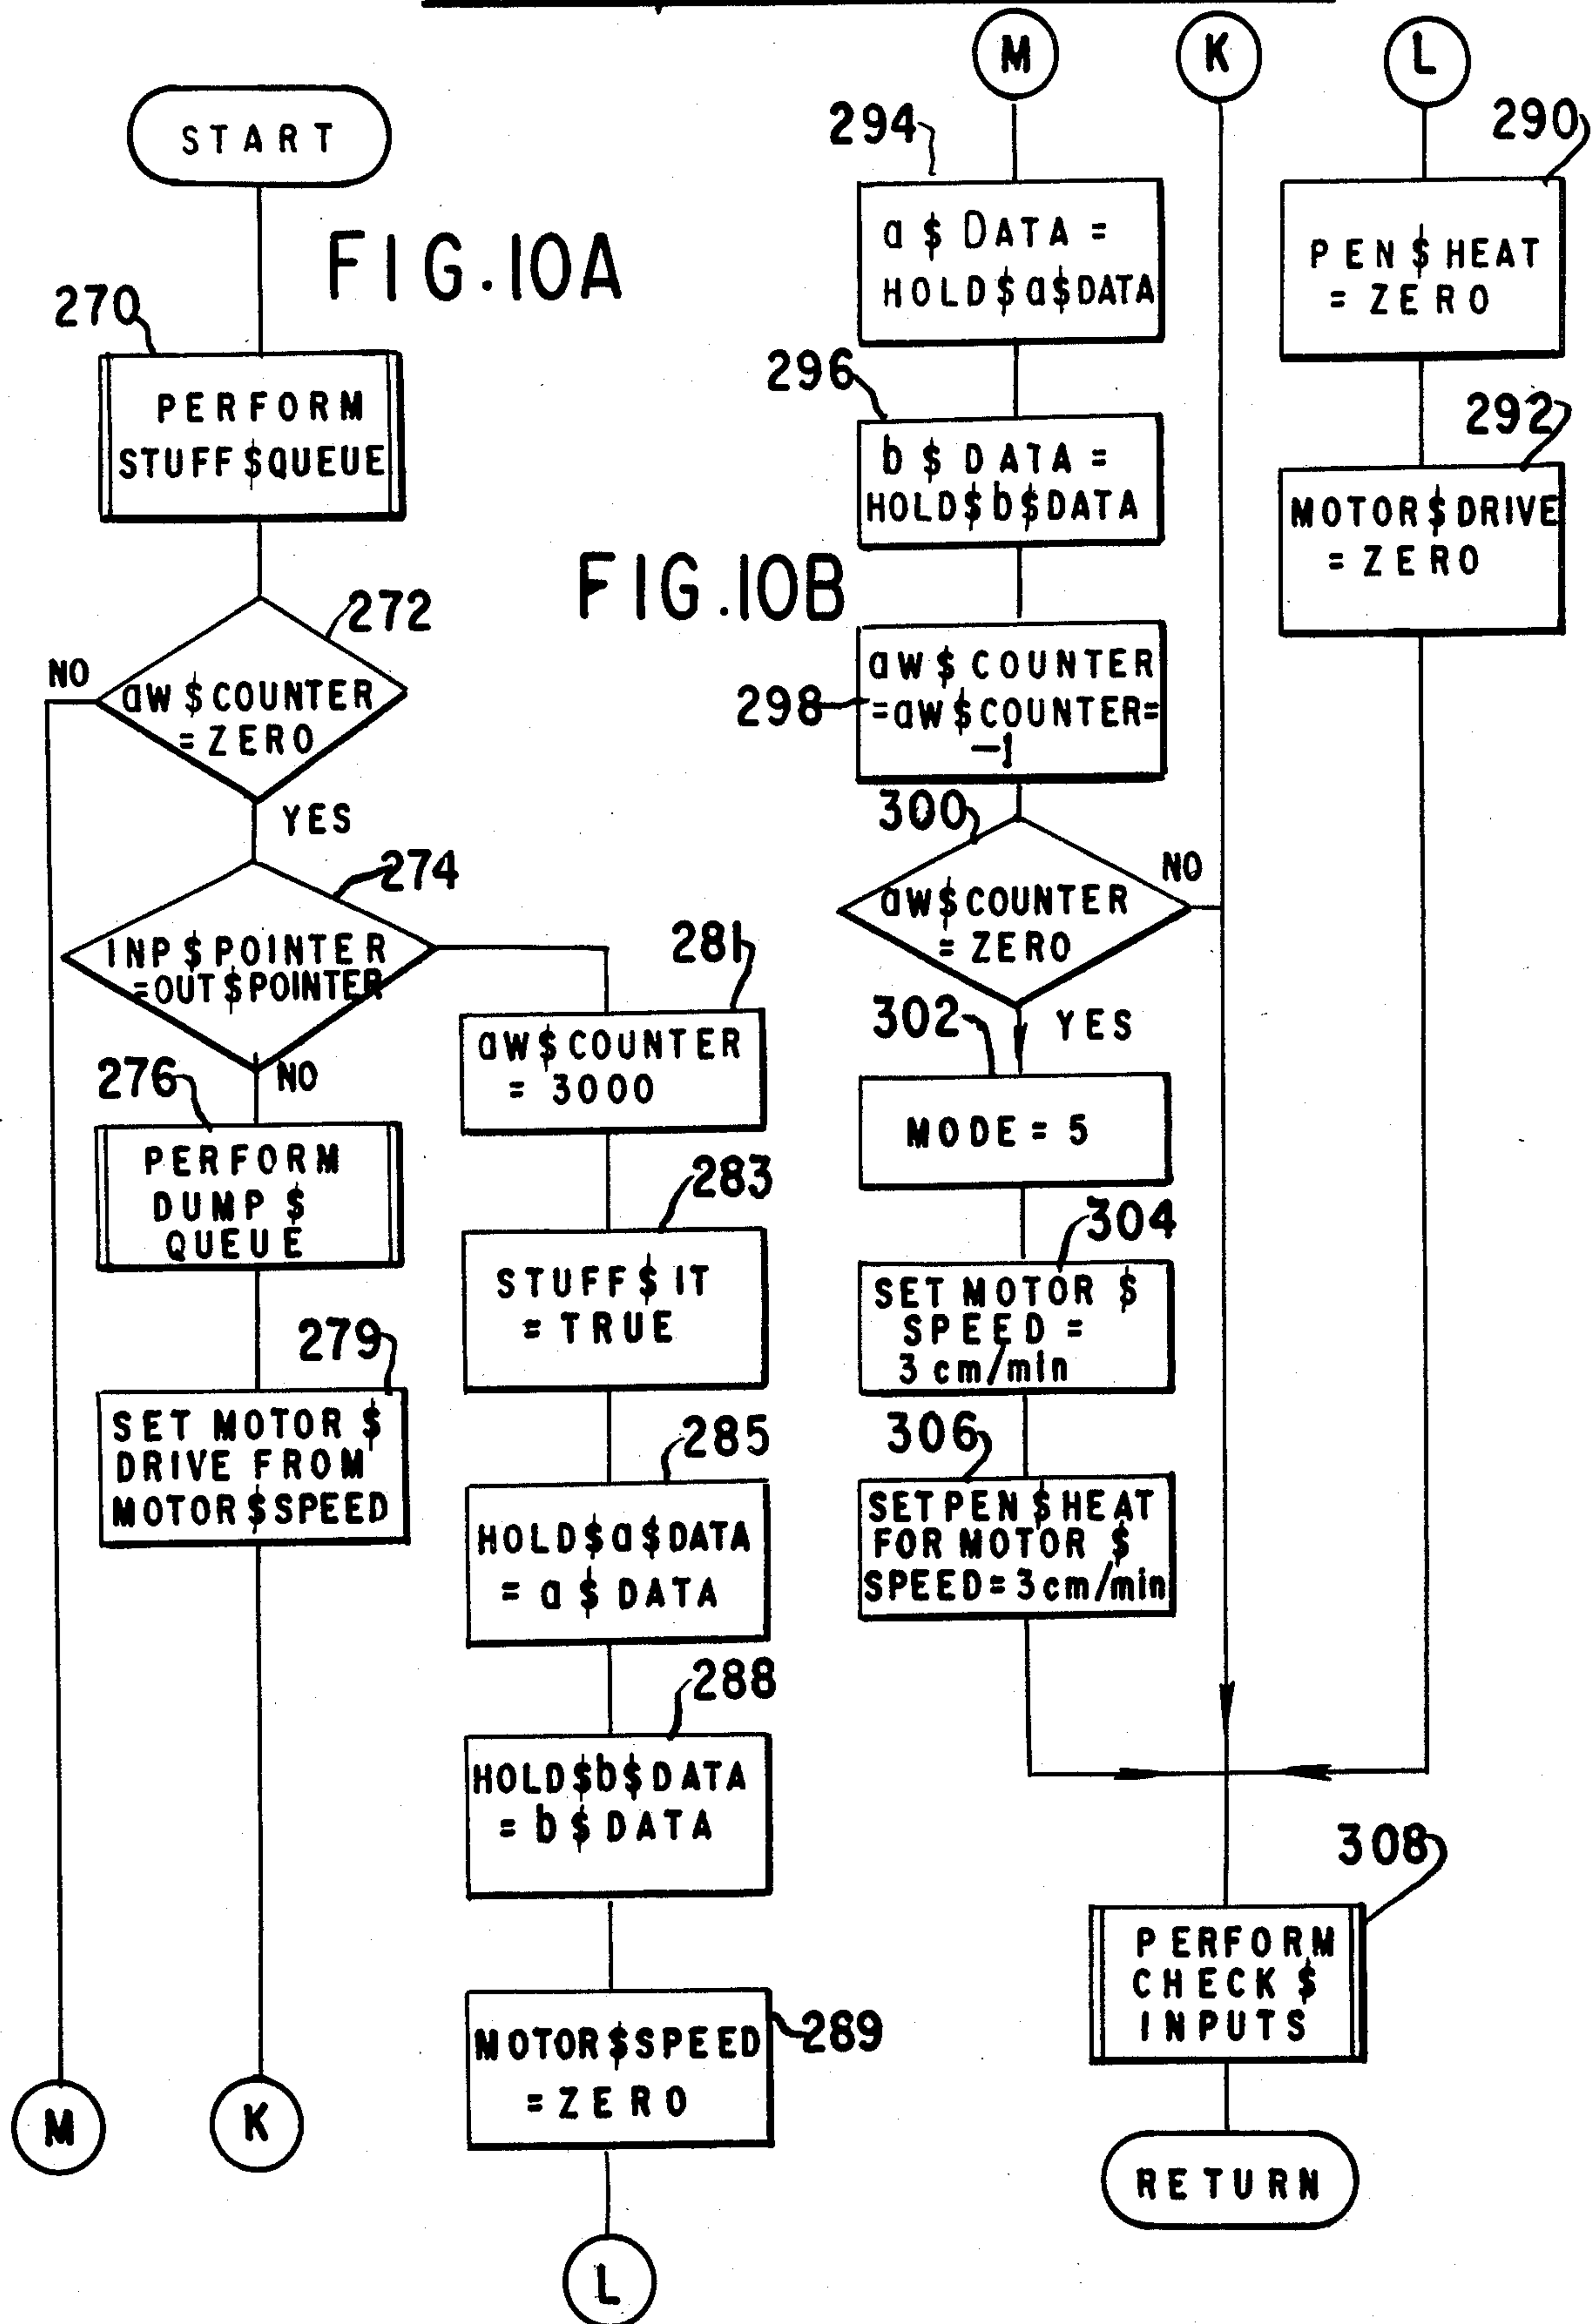 START
FIG.10A
270
PERFORM
STUFF$QUEUE
272
NO
aw$COUNTER
=ZERO
YES
274
INP$POINTER
=OUT$POINTER
NO
276
PERFORM
DUMP$
QUEUE
279
SET MOTOR$
DRIVE FROM
MOTOR$SPEED
M
K
281
aw$COUNTER
= 3000
283
STUFF$IT
= TRUE
285
HOLD$a$DATA
= a$DATA
288
HOLD$b$DATA
= b$DATA
289
MOTOR$SPEED
=ZERO
L
FIG.10B
M
K
L
294
a$DATA =
HOLD$a$DATA
296
b$DATA =
HOLD$b$DATA
298
aw$COUNTER
=aw$COUNTER=
-1
300
NO
aw$COUNTER
= ZERO
YES
302
MODE = 5
304
SET MOTOR$
SPEED =
3 cm/min
306
SET PEN$HEAT
FOR MOTOR$
SPEED=3cm/min
290
PEN$HEAT
= ZERO
292
MOTOR$DRIVE
= ZERO
308
PERFORM
CHECK$
INPUTS
RETURN